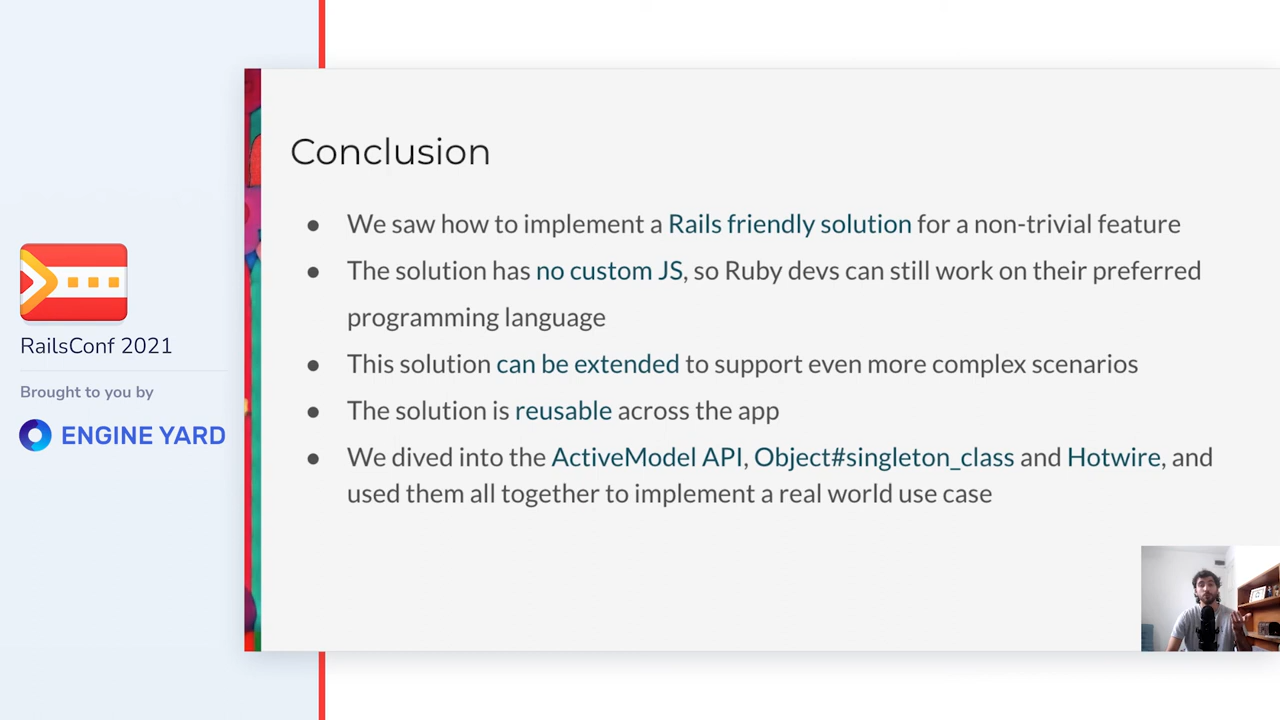 Conclusion
● We saw how to implement a Rails friendly solution for a non-trivial feature
● The solution has no custom JS, so Ruby devs can still work on their preferred
programming language
● This solution can be extended to support even more complex scenarios
● The solution is reusable across the app
● We dived into the ActiveModel API, Object#singleton_class and Hotwire, and
used them all together to implement a real world use case
RailsConf 2021
Brought to you by
ENGINE YARD